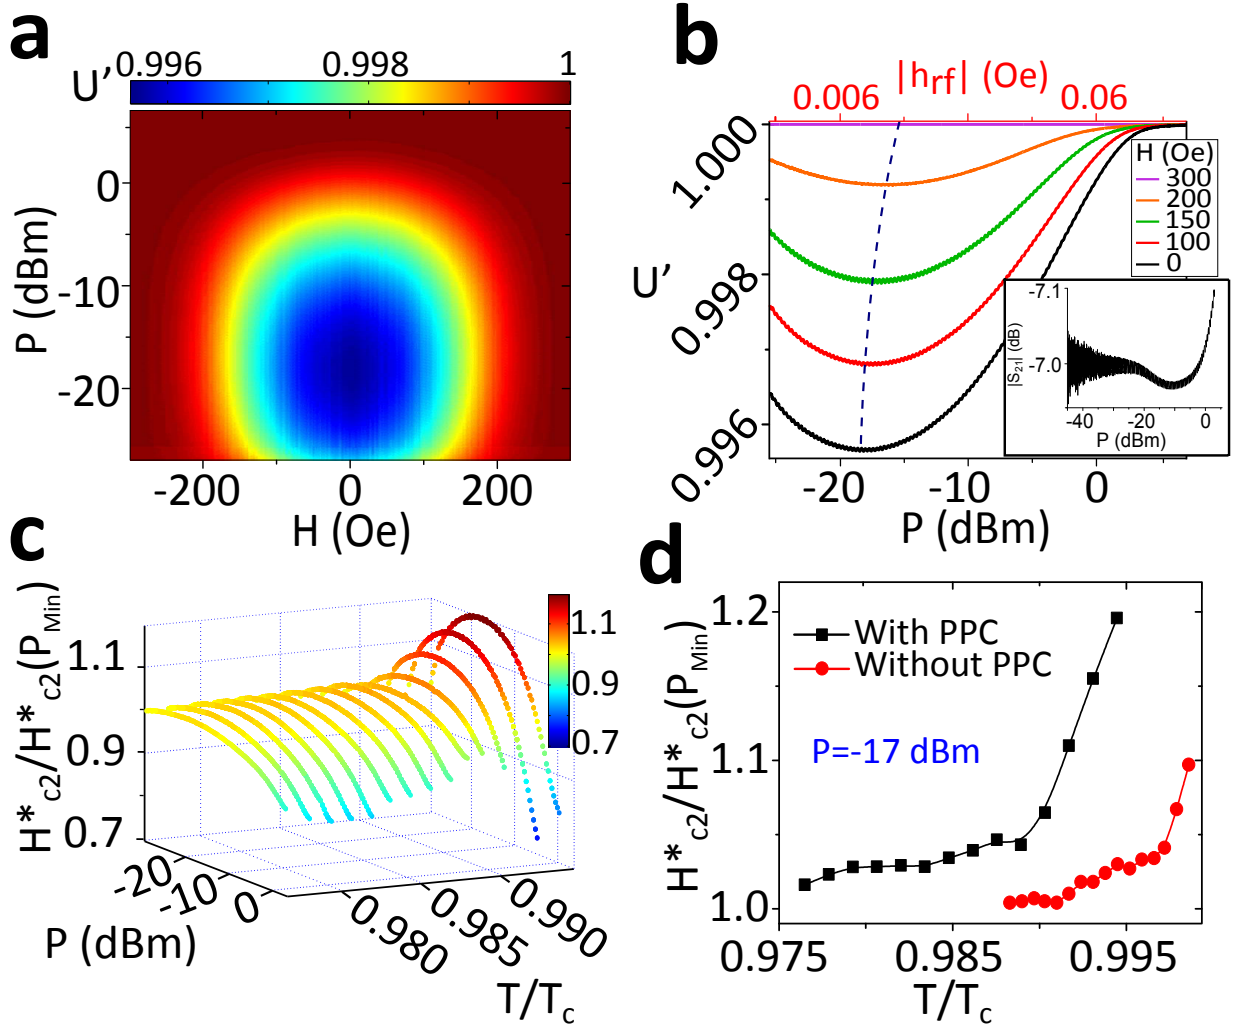 a
U' 0.996 0.998 1
P (dBm)
0
-10
-20
-200 0 200
H (Oe)
b
|hrf| (Oe)
0.006 0.06
U'
1.000
0.998
0.996
H (Oe)
300
200
150
100
0
|S21| (dB)
-7.1
-7.0
-40 -20 0
P (dBm)
-20 -10 0
P (dBm)
c
H*c2/H*c2(PMin)
1.1
0.9
0.7
1.1
0.9
0.7
-20
-10
0
P (dBm)
0.980
0.985
0.990
T/Tc
d
H*c2/H*c2(PMin)
1.2
1.1
1.0
With PPC
Without PPC
P=-17 dBm
0.975 0.985 0.995
T/Tc